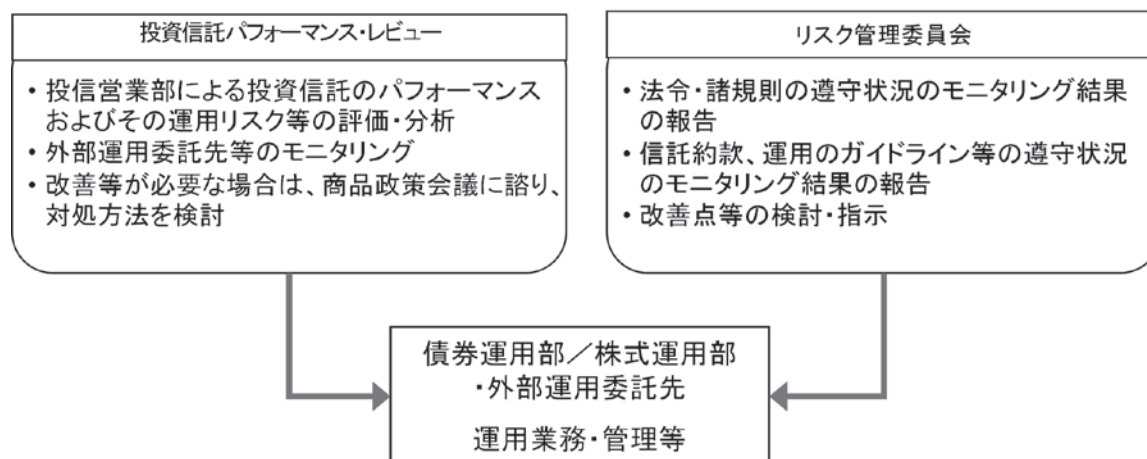 投資信託パフォーマンス・レビュー
・投信営業部による投資信託のパフォーマンス
およびその運用リスク等の評価・分析
・外部運用委託先等のモニタリング
・改善等が必要な場合は、商品政策会議に諮り、
対処方法を検討
リスク管理委員会
・法令・諸規則の遵守状況のモニタリング結果
の報告
・信託約款、運用のガイドライン等の遵守状況
のモニタリング結果の報告
・改善点等の検討・指示
債券運用部／株式運用部
・外部運用委託先
運用業務・管理等